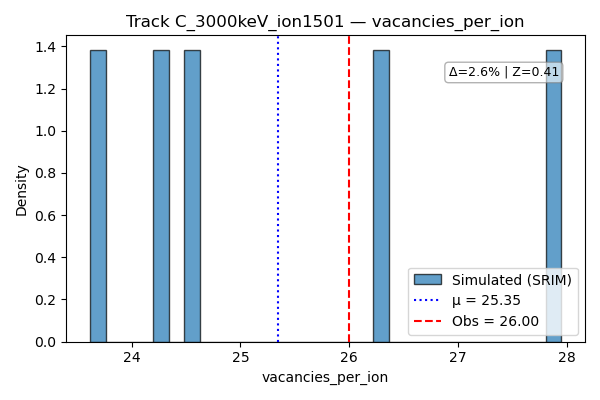 Track C_3000keV_ion1501 — vacancies_per_ion
Density
1.4
1.2
1.0
0.8
0.6
0.4
0.2
0.0
Δ=2.6% | Z=0.41
Simulated (SRIM)
μ = 25.35
Obs = 26.00
24
25
26
27
28
vacancies_per_ion